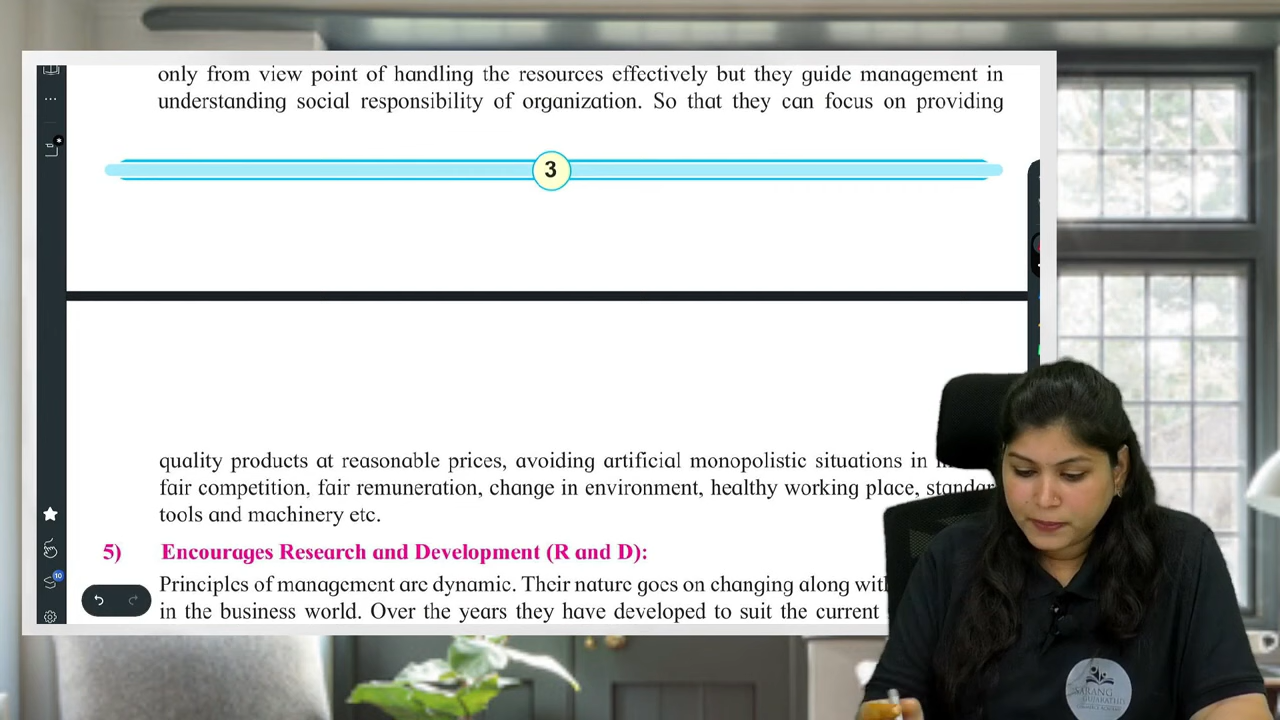 only from view point of handling the resources effectively but they guide management in
understanding social responsibility of organization. So that they can focus on providing
3
quality products at reasonable prices, avoiding artificial monopolistic situations in
fair competition, fair remuneration, change in environment, healthy working place, standard
tools and machinery etc.
5) Encourages Research and Development (R and D):
Principles of management are dynamic. Their nature goes on changing along with
in the business world. Over the years they have developed to suit the current
10
SARANG